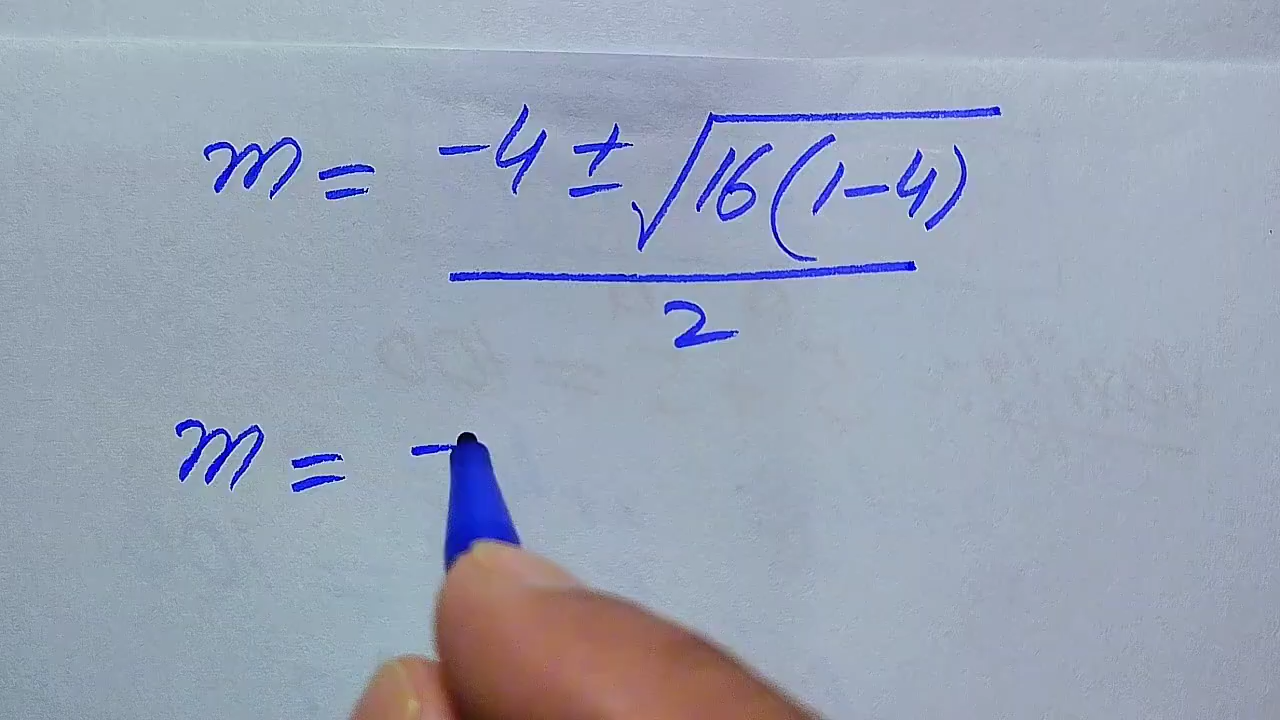 m = -4 ± √16(1-4)
2
m = -